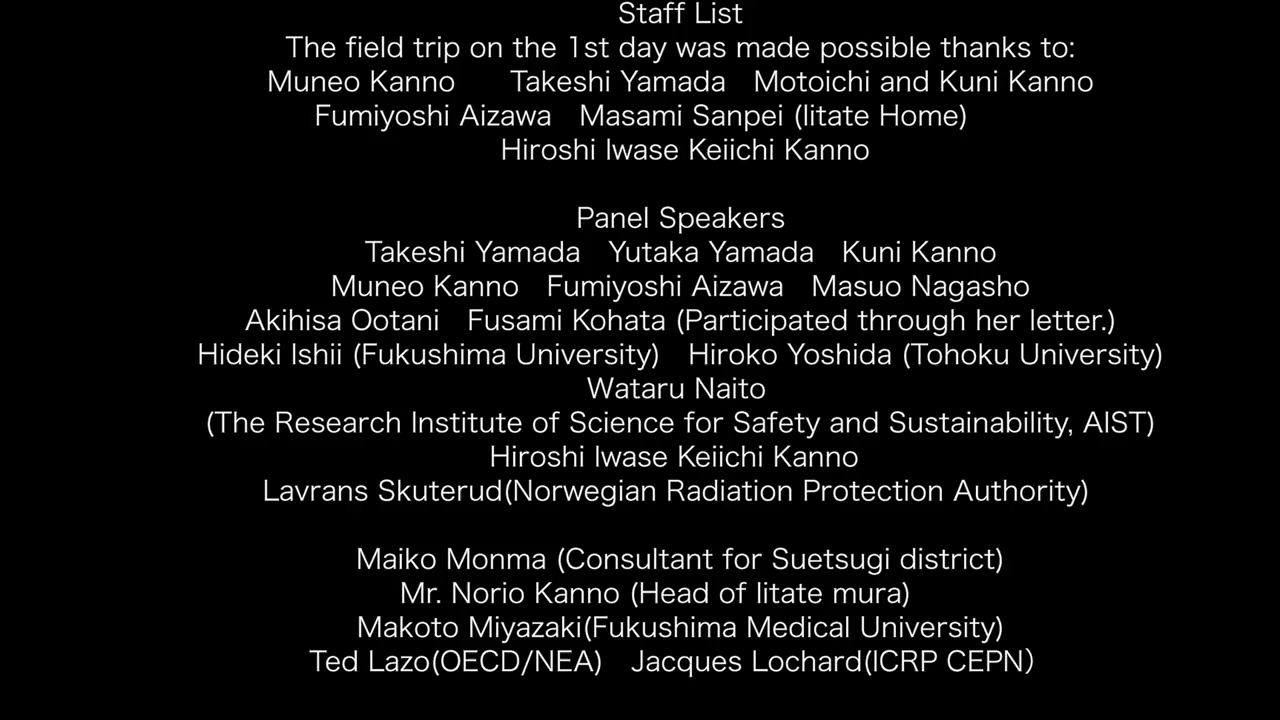 Staff List
The field trip on the 1st day was made possible thanks to:
Muneo Kanno Takeshi Yamada Motoichi and Kuni Kanno
Fumiyoshi Aizawa Masami Sanpei (Iitate Home)
Hiroshi Iwase Keiichi Kanno
Panel Speakers
Takeshi Yamada Yutaka Yamada Kuni Kanno
Muneo Kanno Fumiyoshi Aizawa Masuo Nagasho
Akihisa Ootani Fusami Kohata (Participated through her letter.)
Hideki Ishii (Fukushima University) Hiroko Yoshida (Tohoku University)
Wataru Naito
(The Research Institute of Science for Safety and Sustainability, AIST)
Hiroshi Iwase Keiichi Kanno
Lavrans Skuterud(Norwegian Radiation Protection Authority)
Maiko Monma (Consultant for Suetsugi district)
Mr. Norio Kanno (Head of Iitate mura)
Makoto Miyazaki(Fukushima Medical University)
Ted Lazo(OECD/NEA) Jacques Lochard(ICRP CEPN)